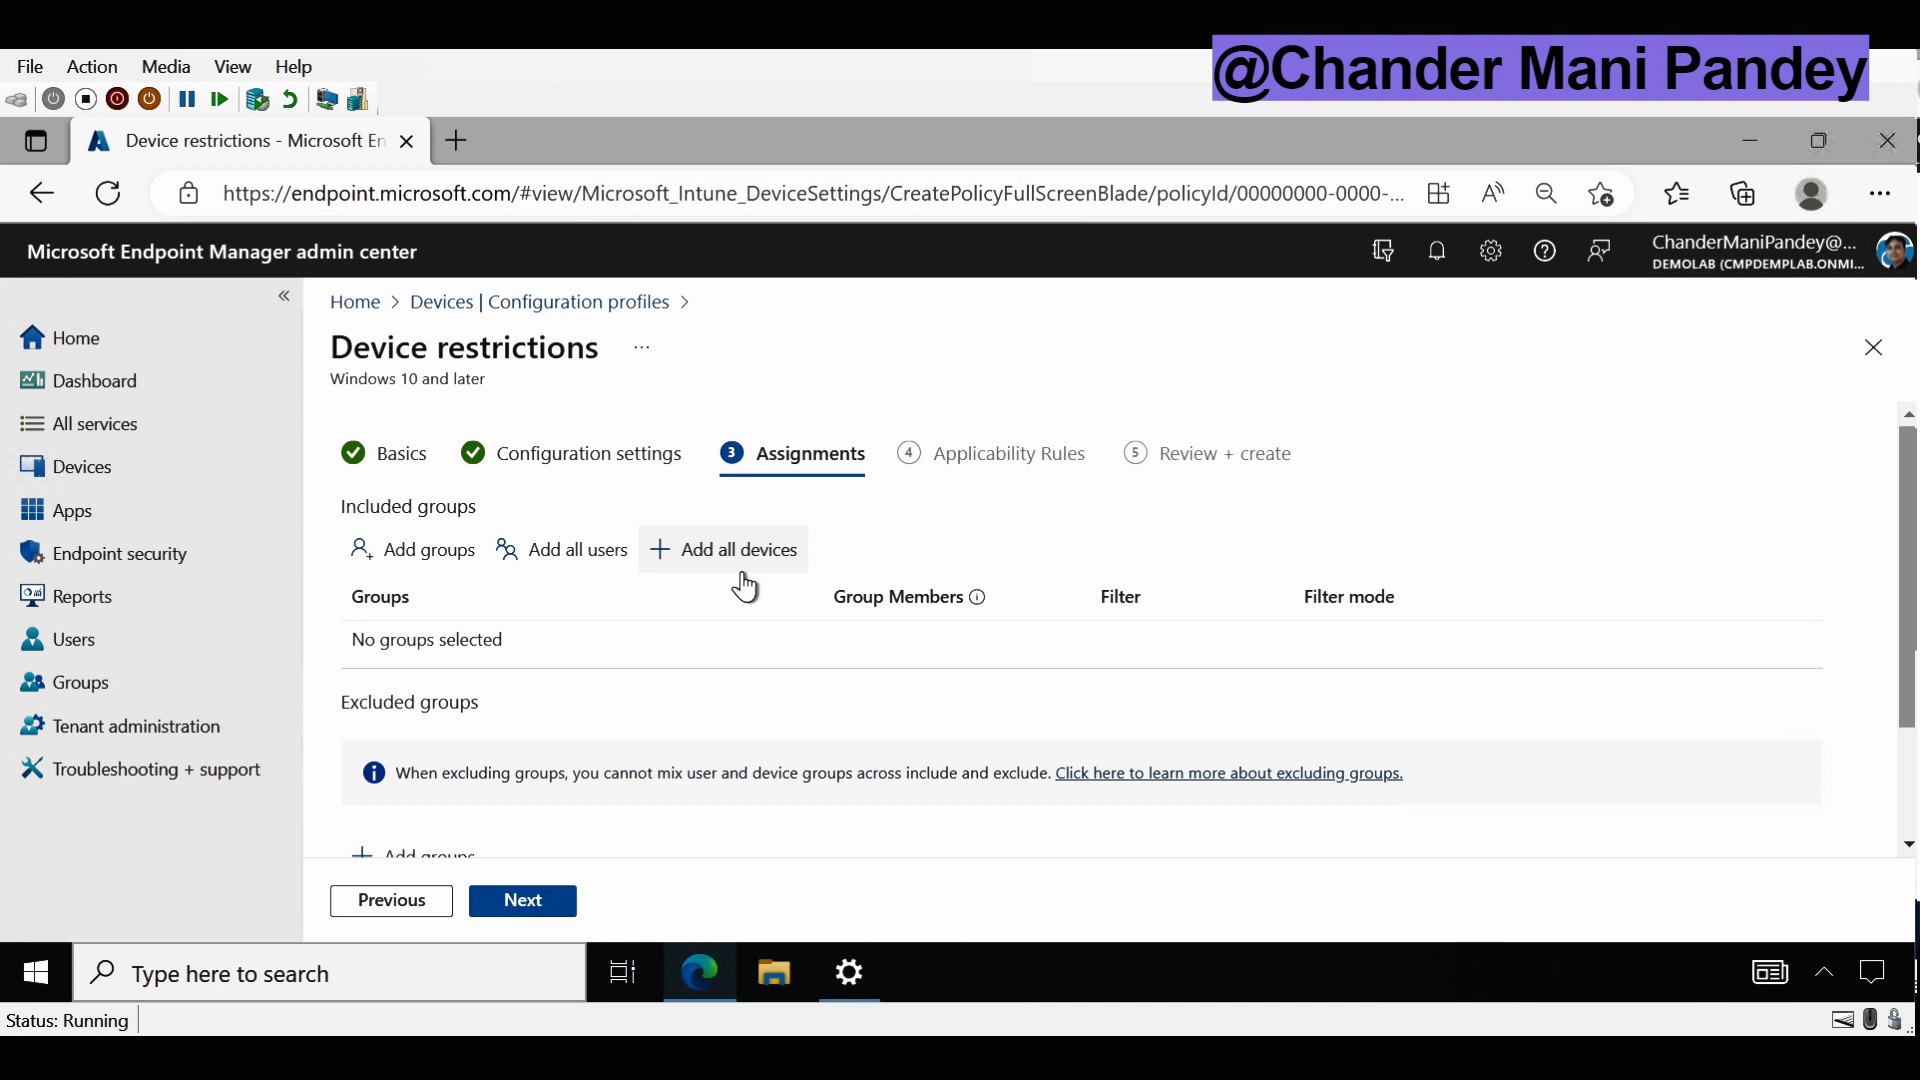 @Chander Mani Pandey
File Action Media View Help
Device restrictions - Microsoft En
https://endpoint.microsoft.com/#view/Microsoft_Intune_DeviceSettings/CreatePolicyFullScreenBlade/policyId/00000000-0000-...
Microsoft Endpoint Manager admin center
ChanderManiPandey@...
DEMOLAB (CMPDEMPLAB.ONMI...
Home > Devices | Configuration profiles >
Device restrictions ...
Windows 10 and later
Home
Dashboard
All services
Devices
Apps
Endpoint security
Reports
Users
Groups
Tenant administration
Troubleshooting + support
Basics Configuration settings 3 Assignments 4 Applicability Rules 5 Review + create
Included groups
Add groups Add all users Add all devices
Groups Group Members Filter Filter mode
No groups selected
Excluded groups
When excluding groups, you cannot mix user and device groups across include and exclude. Click here to learn more about excluding groups.
Add groups
Previous Next
Type here to search
Status: Running